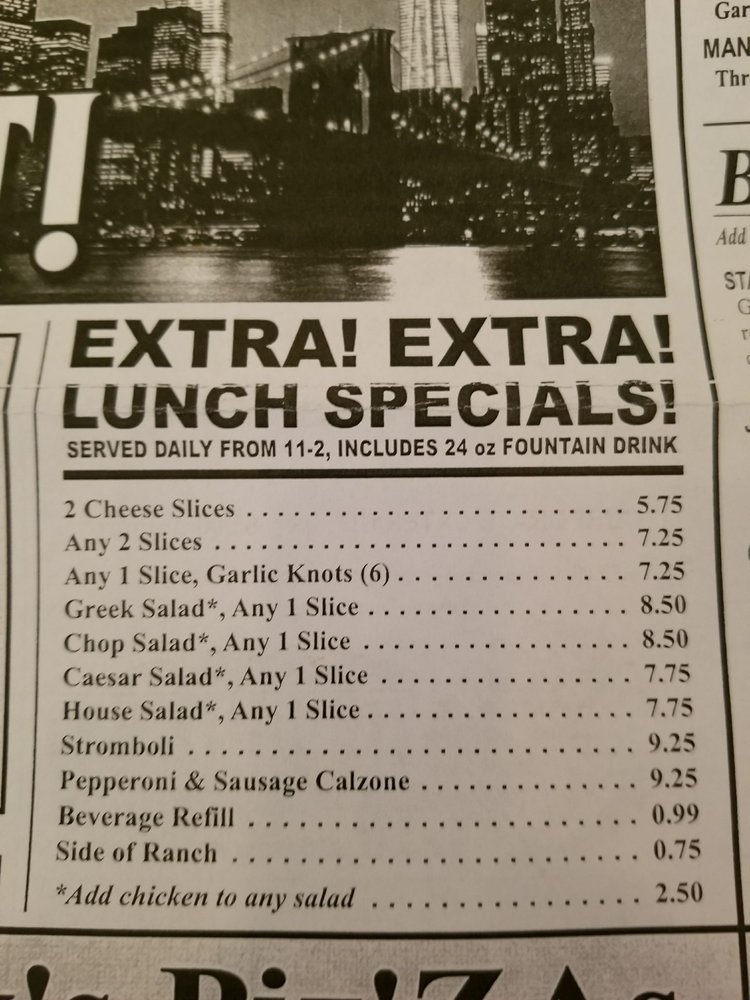 !
EXTRA! EXTRA!
LUNCH SPECIALS!
SERVED DAILY FROM 11-2, INCLUDES 24 oz FOUNTAIN DRINK
2 Cheese Slices . . . . . . . . . . . . . . . . . . . . . . . . . . 5.75
Any 2 Slices . . . . . . . . . . . . . . . . . . . . . . . . . . . . 7.25
Any 1 Slice, Garlic Knots (6) . . . . . . . . . . . . . . . . 7.25
Greek Salad*, Any 1 Slice . . . . . . . . . . . . . . . . . . 8.50
Chop Salad*, Any 1 Slice . . . . . . . . . . . . . . . . . . 8.50
Caesar Salad*, Any 1 Slice . . . . . . . . . . . . . . . . . 7.75
House Salad*, Any 1 Slice . . . . . . . . . . . . . . . . . . 7.75
Stromboli . . . . . . . . . . . . . . . . . . . . . . . . . . . . . 9.25
Pepperoni & Sausage Calzone . . . . . . . . . . . . . . 9.25
Beverage Refill . . . . . . . . . . . . . . . . . . . . . . . . . 0.99
Side of Ranch . . . . . . . . . . . . . . . . . . . . . . . . . . 0.75
*Add chicken to any salad . . . . . . . . . . . . . . . . . 2.50
Gar
MAN
Thr
B
Add